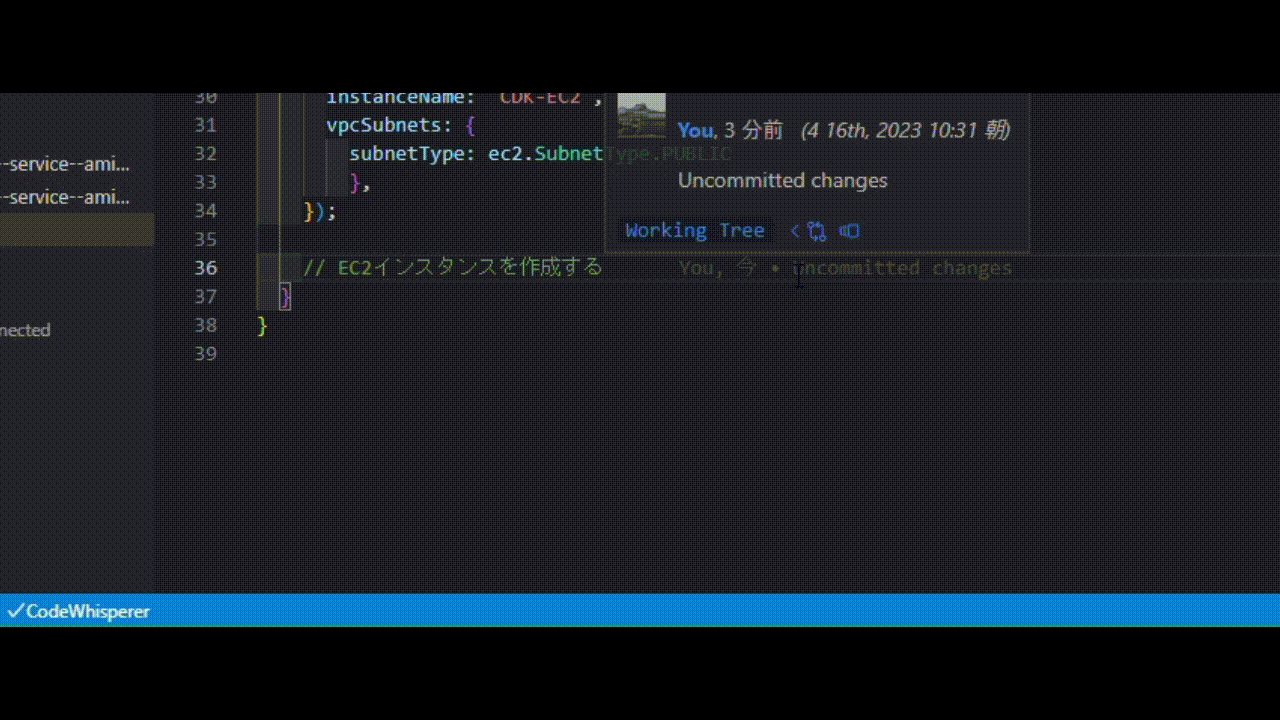 30 instanceName: "CDK-EC2",
31 vpcSubnets: {
You, 3 分前 (4 16th, 2023 10:31 朝)
32 subnetType: ec2.SubnetType.PUBLIC
--service--ami...
33 },
Uncommitted changes
--service--ami...
34 });
Working Tree
35
36 // EC2インスタンスを作成する You, 今 • Uncommitted changes
37 }
38 }
nected
39
✓CodeWhisperer